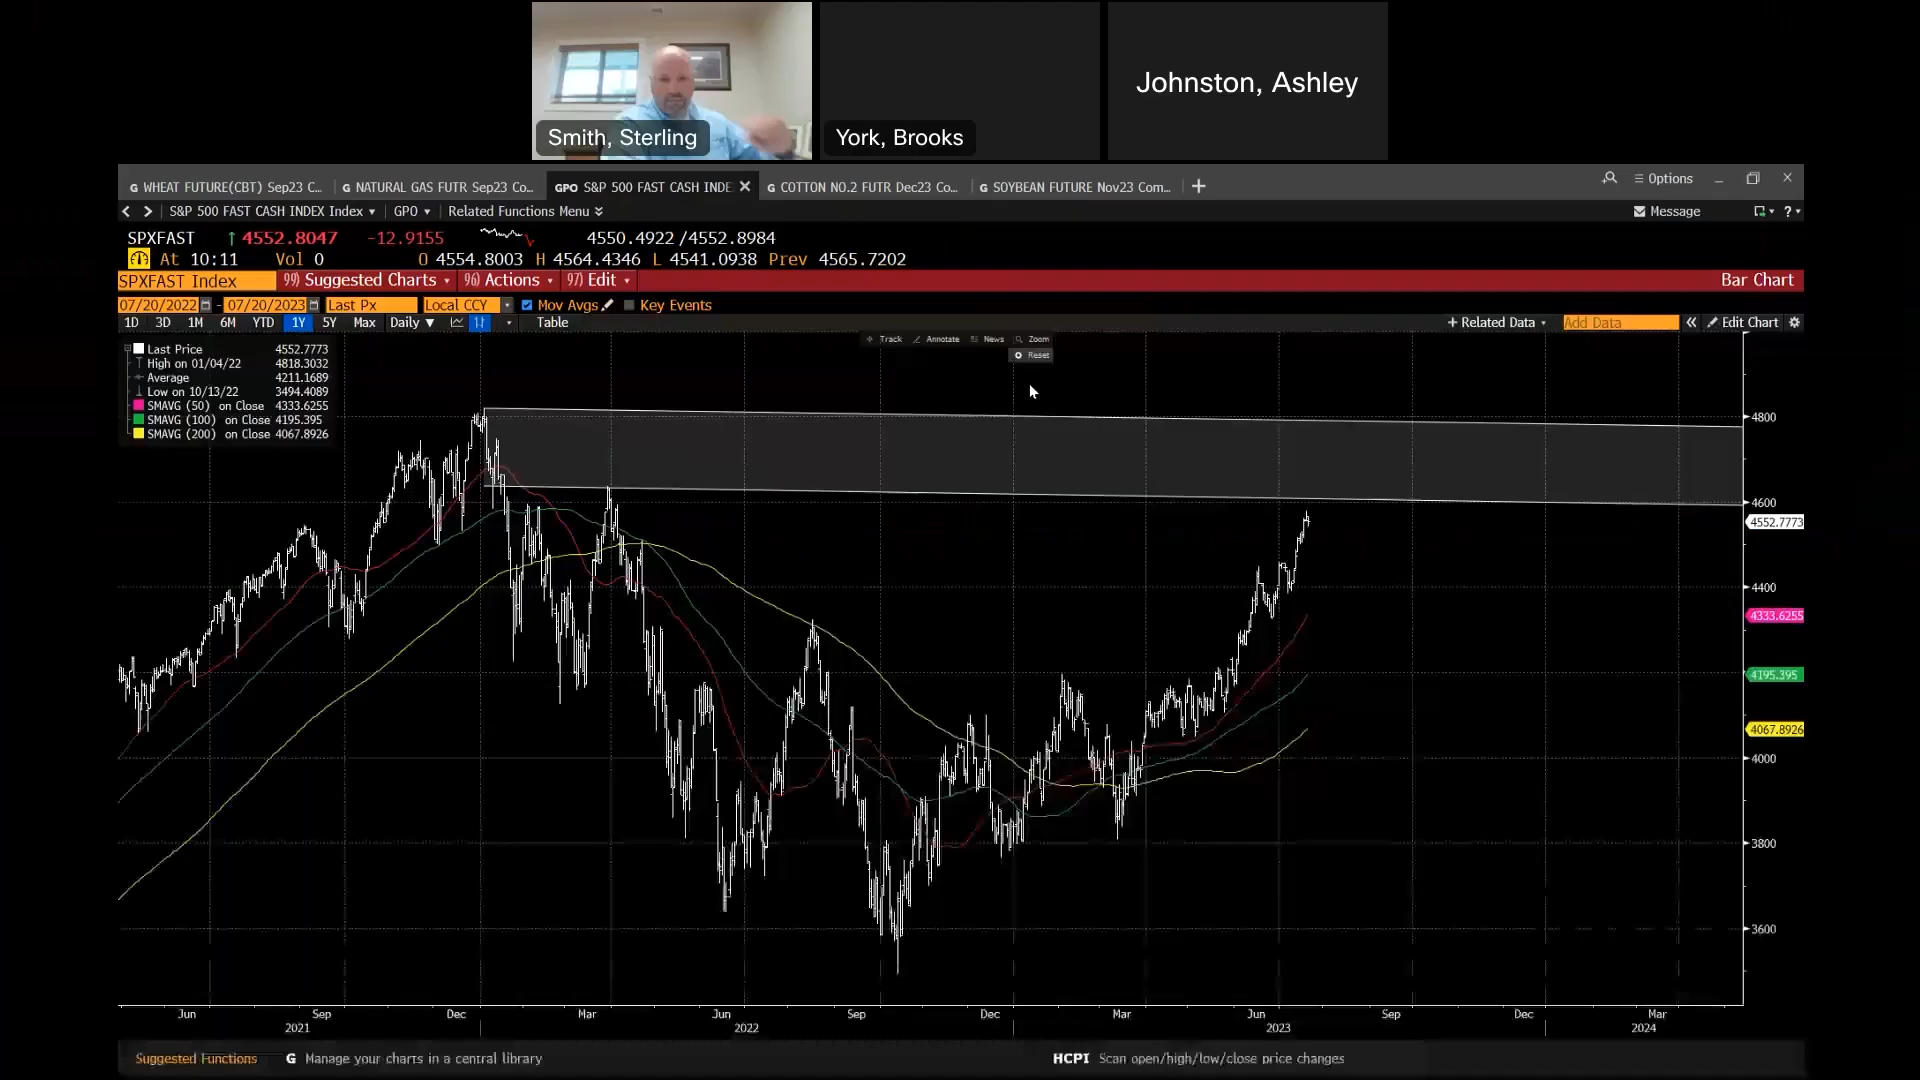 Smith, Sterling
York, Brooks
Johnston, Ashley
G WHEAT FUTURE(CBT) Sep23 C...
G NATURAL GAS FUTR Sep23 Co...
GPO S&P 500 FAST CASH INDE
G COTTON NO.2 FUTR Dec23 Co...
G SOYBEAN FUTURE Nov23 Com...
Options
S&P 500 FAST CASH INDEX Index
GPO
Related Functions Menu
Message
?
SPXFAST ↑ 4552.8047 -12.9155 4550.4922 /4552.8984
At 10:11 Vol 0 O 4554.8003 H 4564.4346 L 4541.0938 Prev 4565.7202
SPXFAST Index 99) Suggested Charts 96) Actions 97) Edit Bar Chart
07/20/2022 - 07/20/2023 Last Px Local CCY Mov Avgs Key Events
1D 3D 1M 6M YTD 1Y 5Y Max Daily ▼ Table + Related Data Add Data « Edit Chart
Track Annotate News Zoom
Reset
Last Price 4552.7773
High on 01/04/22 4818.3032
Average 4211.1689
Low on 10/13/22 3494.4089
SMAVG (50) on Close 4333.6255
SMAVG (100) on Close 4195.395
SMAVG (200) on Close 4067.8926
4800
4600
4552.7773
4400
4333.6255
4195.395
4067.8926
4000
3800
3600
Jun Sep Dec Mar Jun Sep Dec Mar Jun Sep Dec Mar
2021 2022 2023 2024
Suggested Functions G Manage your charts in a central library HCPI Scan open/high/low/close price changes